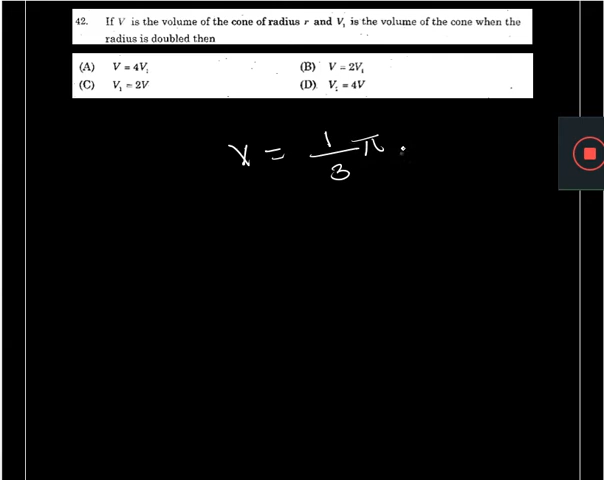 42. If V is the volume of the cone of radius r and V₁ is the volume of the cone when the
radius is doubled then
(A) V = 4V₁ (B) V = 2V₁
(C) V₁ = 2V (D) V₁ = 4V
V = 1/3 π